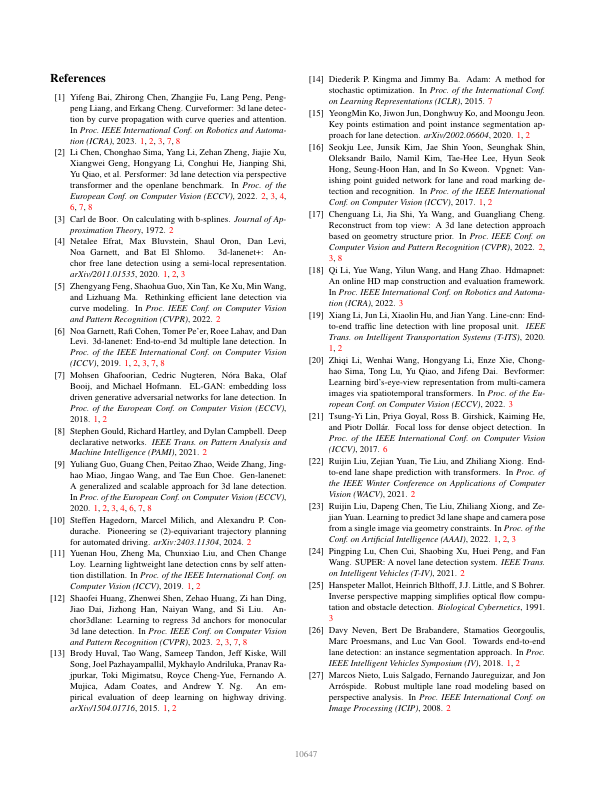 References
[1] Yifeng Bai, Zhirong Chen, Zhangjie Fu, Lang Peng, Peng-
peng Liang, and Erkang Cheng. Curveformer: 3d lane detec-
tion by curve propagation with curve queries and attention.
In Proc. IEEE International Conf. on Robotics and Automa-
tion (ICRA), 2023. 1, 2, 3, 7, 8
[2] Li Chen, Chonghao Sima, Yang Li, Zehan Zheng, Jiajie Xu,
Xiangwei Geng, Hongyang Li, Conghui He, Jianping Shi,
Yu Qiao, et al. Persformer: 3d lane detection via perspective
transformer and the openlane benchmark. In Proc. of the
European Conf. on Computer Vision (ECCV), 2022. 2, 3, 4,
6, 7, 8
[3] Carl de Boor. On calculating with b-splines. Journal of Ap-
proximation Theory, 1972. 2
[4] Netalee Efrat, Max Bluvstein, Shaul Oron, Dan Levi,
Noa Garnett, and Bat El Shlomo. 3d-lanenet+: An-
chor free lane detection using a semi-local representation.
arXiv/2011.01535, 2020. 1, 2, 3
[5] Zhengyang Feng, Shaohua Guo, Xin Tan, Ke Xu, Min Wang,
and Lizhuang Ma. Rethinking efficient lane detection via
curve modeling. In Proc. IEEE Conf. on Computer Vision
and Pattern Recognition (CVPR), 2022. 2
[6] Noa Garnett, Rafi Cohen, Tomer Pe'er, Roee Lahav, and Dan
Levi. 3d-lanenet: End-to-end 3d multiple lane detection. In
Proc. of the IEEE International Conf. on Computer Vision
(ICCV), 2019. 1, 2, 3, 7, 8
[7] Mohsen Ghafoorian, Cedric Nugteren, Nóra Baka, Olaf
Booij, and Michael Hofmann. EL-GAN: embedding loss
driven generative adversarial networks for lane detection. In
Proc. of the European Conf. on Computer Vision (ECCV),
2018. 1, 2
[8] Stephen Gould, Richard Hartley, and Dylan Campbell. Deep
declarative networks. IEEE Trans. on Pattern Analysis and
Machine Intelligence (PAMI), 2021. 2
[9] Yuliang Guo, Guang Chen, Peitao Zhao, Weide Zhang, Jing-
hao Miao, Jingao Wang, and Tae Eun Choe. Gen-lanenet:
A generalized and scalable approach for 3d lane detection.
In Proc. of the European Conf. on Computer Vision (ECCV),
2020. 1, 2, 3, 4, 6, 7, 8
[10] Steffen Hagedorn, Marcel Milich, and Alexandru P. Con-
durache. Pioneering se (2)-equivariant trajectory planning
for automated driving. arXiv:2403.11304, 2024. 2
[11] Yuenan Hou, Zheng Ma, Chunxiao Liu, and Chen Change
Loy. Learning lightweight lane detection cnns by self atten-
tion distillation. In Proc. of the IEEE International Conf. on
Computer Vision (ICCV), 2019. 1, 2
[12] Shaofei Huang, Zhenwei Shen, Zehao Huang, Zi han Ding,
Jiao Dai, Jizhong Han, Naiyan Wang, and Si Liu. An-
chor3dlane: Learning to regress 3d anchors for monocular
3d lane detection. In Proc. IEEE Conf. on Computer Vision
and Pattern Recognition (CVPR), 2023. 2, 3, 7, 8
[13] Brody Huval, Tao Wang, Sameep Tandon, Jeff Kiske, Will
Song, Joel Pazhayampallil, Mykhaylo Andriluka, Pranav Ra-
jpurkar, Toki Migimatsu, Royce Cheng-Yue, Fernando A.
Mujica, Adam Coates, and Andrew Y. Ng. An em-
pirical evaluation of deep learning on highway driving.
arXiv/1504.01716, 2015. 1, 2
[14] Diederik P. Kingma and Jimmy Ba. Adam: A method for
stochastic optimization. In Proc. of the International Conf.
on Learning Representations (ICLR), 2015. 7
[15] YeongMin Ko, Jiwon Jun, Donghwuy Ko, and Moongu Jeon.
Key points estimation and point instance segmentation ap-
proach for lane detection. arXiv/2002.06604, 2020. 1, 2
[16] Seokju Lee, Junsik Kim, Jae Shin Yoon, Seunghak Shin,
Oleksandr Bailo, Namil Kim, Tae-Hee Lee, Hyun Seok
Hong, Seung-Hoon Han, and In So Kweon. Vpgnet: Van-
ishing point guided network for lane and road marking de-
tection and recognition. In Proc. of the IEEE International
Conf. on Computer Vision (ICCV), 2017. 1, 2
[17] Chenguang Li, Jia Shi, Ya Wang, and Guangliang Cheng.
Reconstruct from top view: A 3d lane detection approach
based on geometry structure prior. In Proc. IEEE Conf. on
Computer Vision and Pattern Recognition (CVPR), 2022. 2,
3, 8
[18] Qi Li, Yue Wang, Yilun Wang, and Hang Zhao. Hdmapnet:
An online HD map construction and evaluation framework.
In Proc. IEEE International Conf. on Robotics and Automa-
tion (ICRA), 2022. 3
[19] Xiang Li, Jun Li, Xiaolin Hu, and Jian Yang. Line-cnn: End-
to-end traffic line detection with line proposal unit. IEEE
Trans. on Intelligent Transportation Systems (T-ITS), 2020.
1, 2
[20] Zhiqi Li, Wenhai Wang, Hongyang Li, Enze Xie, Chong-
hao Sima, Tong Lu, Yu Qiao, and Jifeng Dai. Bevformer:
Learning bird's-eye-view representation from multi-camera
images via spatiotemporal transformers. In Proc. of the Eu-
ropean Conf. on Computer Vision (ECCV), 2022. 3
[21] Tsung-Yi Lin, Priya Goyal, Ross B. Girshick, Kaiming He,
and Piotr Dollár. Focal loss for dense object detection. In
Proc. of the IEEE International Conf. on Computer Vision
(ICCV), 2017. 6
[22] Ruijin Liu, Zejian Yuan, Tie Liu, and Zhiliang Xiong. End-
to-end lane shape prediction with transformers. In Proc. of
the IEEE Winter Conference on Applications of Computer
Vision (WACV), 2021. 2
[23] Ruijin Liu, Dapeng Chen, Tie Liu, Zhiliang Xiong, and Ze-
jian Yuan. Learning to predict 3d lane shape and camera pose
from a single image via geometry constraints. In Proc. of the
Conf. on Artificial Intelligence (AAAI), 2022. 1, 2, 3
[24] Pingping Lu, Chen Cui, Shaobing Xu, Huei Peng, and Fan
Wang. SUPER: A novel lane detection system. IEEE Trans.
on Intelligent Vehicles (T-IV), 2021. 2
[25] Hanspeter Mallot, Heinrich Blthoff, J.J. Little, and S Bohrer.
Inverse perspective mapping simplifies optical flow compu-
tation and obstacle detection. Biological Cybernetics, 1991.
3
[26] Davy Neven, Bert De Brabandere, Stamatios Georgoulis,
Marc Proesmans, and Luc Van Gool. Towards end-to-end
lane detection: an instance segmentation approach. In Proc.
IEEE Intelligent Vehicles Symposium (IV), 2018. 1, 2
[27] Marcos Nieto, Luis Salgado, Fernando Jaureguizar, and Jon
Arróspide. Robust multiple lane road modeling based on
perspective analysis. In Proc. IEEE International Conf. on
Image Processing (ICIP), 2008. 2
10647